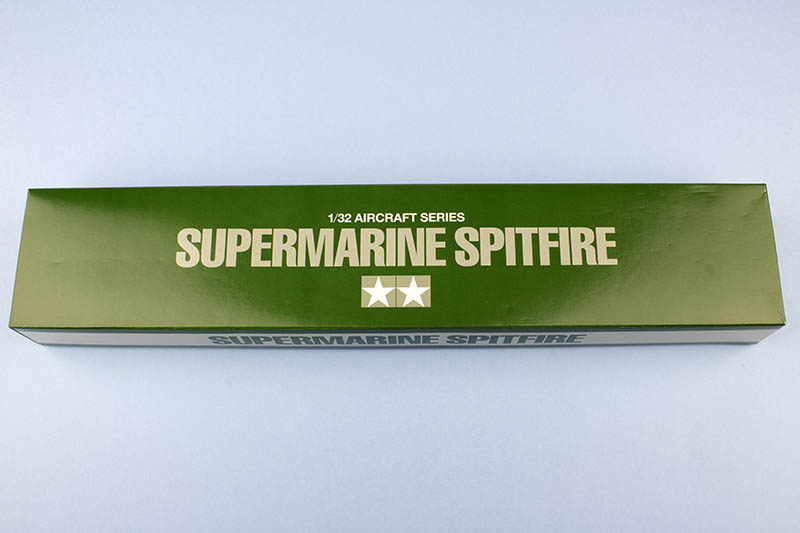 1/32 AIRCRAFT SERIES
SUPERMARINE SPITFIRE
SUPERMARINE SPITFIRE